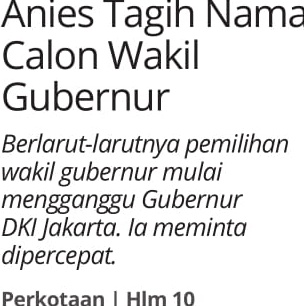 Anies Tagih Nama
Calon Wakil
Gubernur
Berlarut-larutnya pemilihan
wakil gubernur mulai
mengganggu Gubernur
DKI Jakarta. Ia meminta
dipercepat.
Perkotaan | Hlm 10